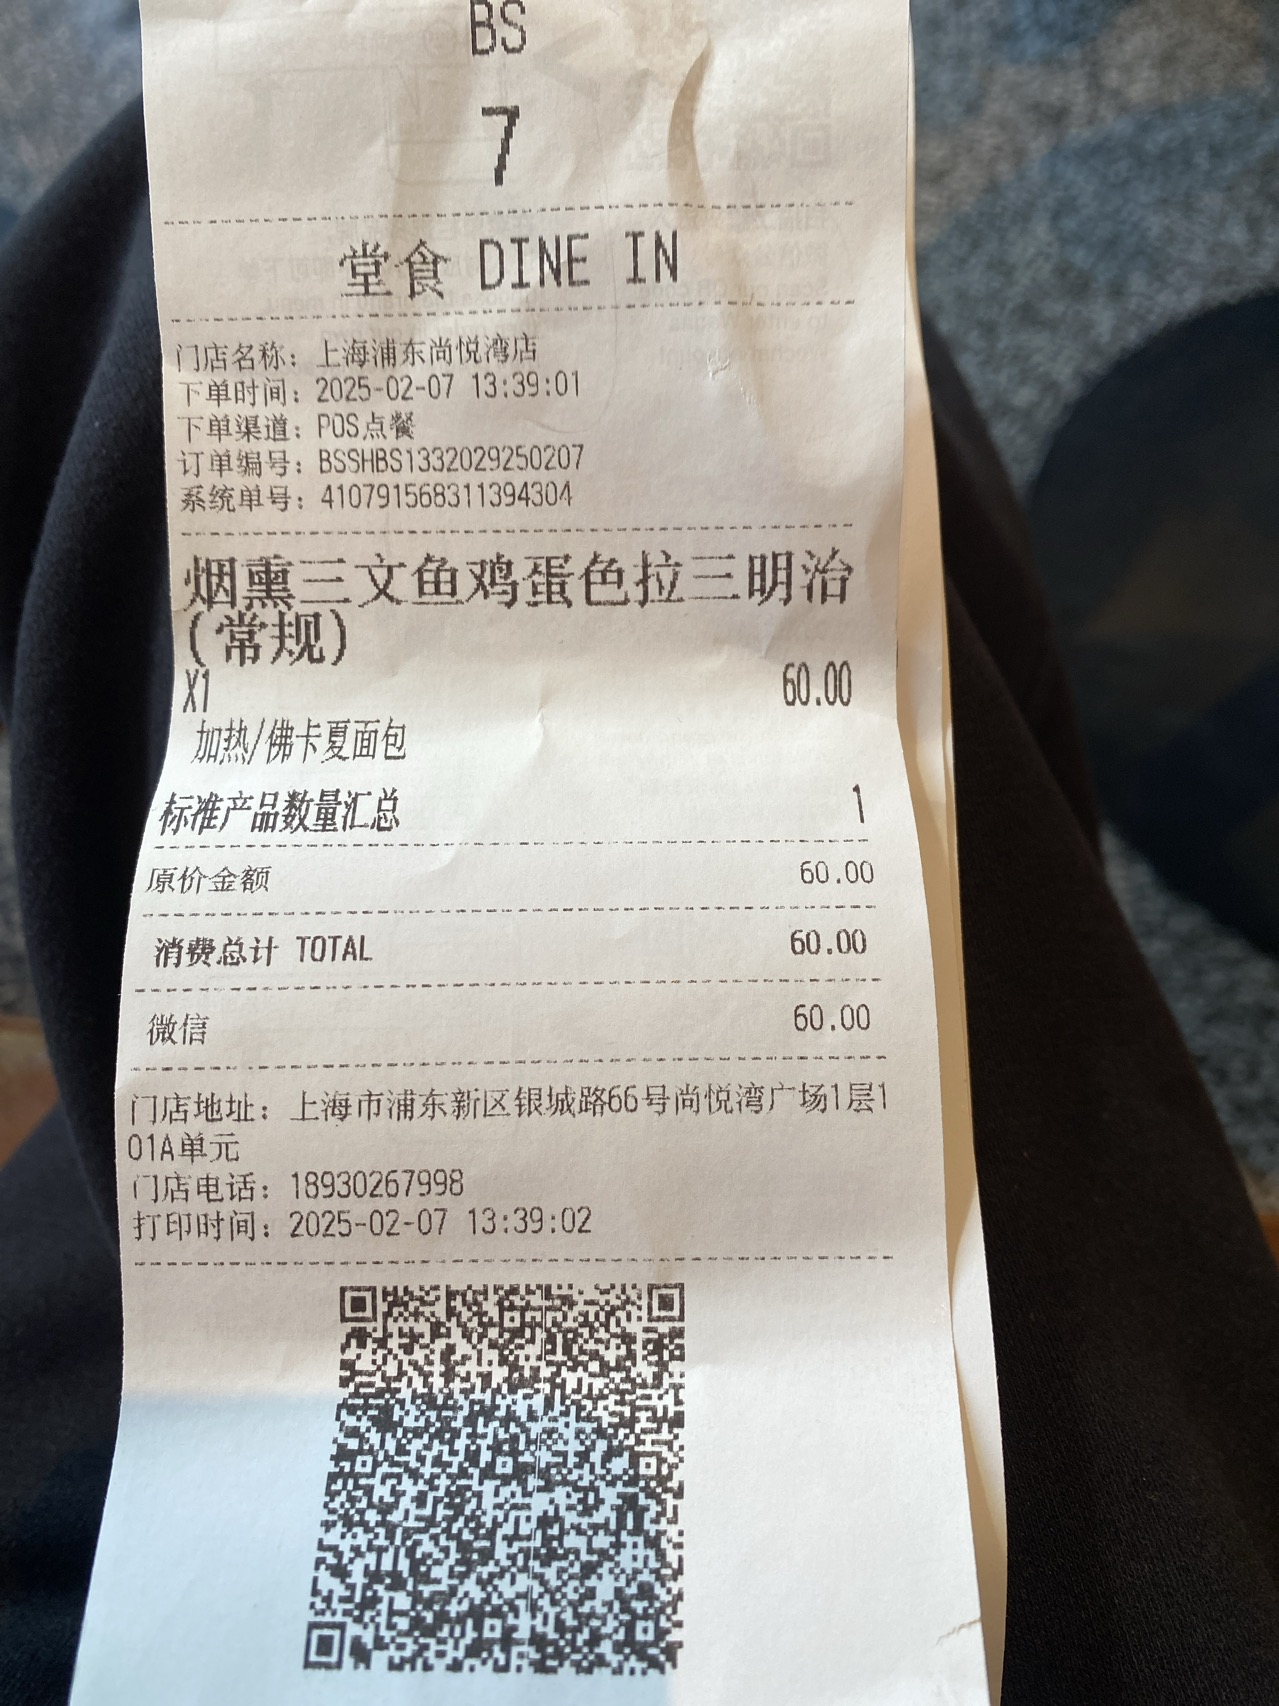 BS
7
堂食 DINE IN
门店名称：上海浦东尚悦湾店
下单时间：2025-02-07 13:39:01
下单渠道：POS点餐
订单编号：BSSHBS1332029250207
系统单号：410791568311394304
烟熏三文鱼鸡蛋色拉三明治
(常规)
X1 60.00
加热/佛卡夏面包
标准产品数量汇总 1
原价金额 60.00
消费总计 TOTAL 60.00
微信 60.00
门店地址：上海市浦东新区银城路66号尚悦湾广场1层1
01A单元
门店电话：18930267998
打印时间：2025-02-07 13:39:02